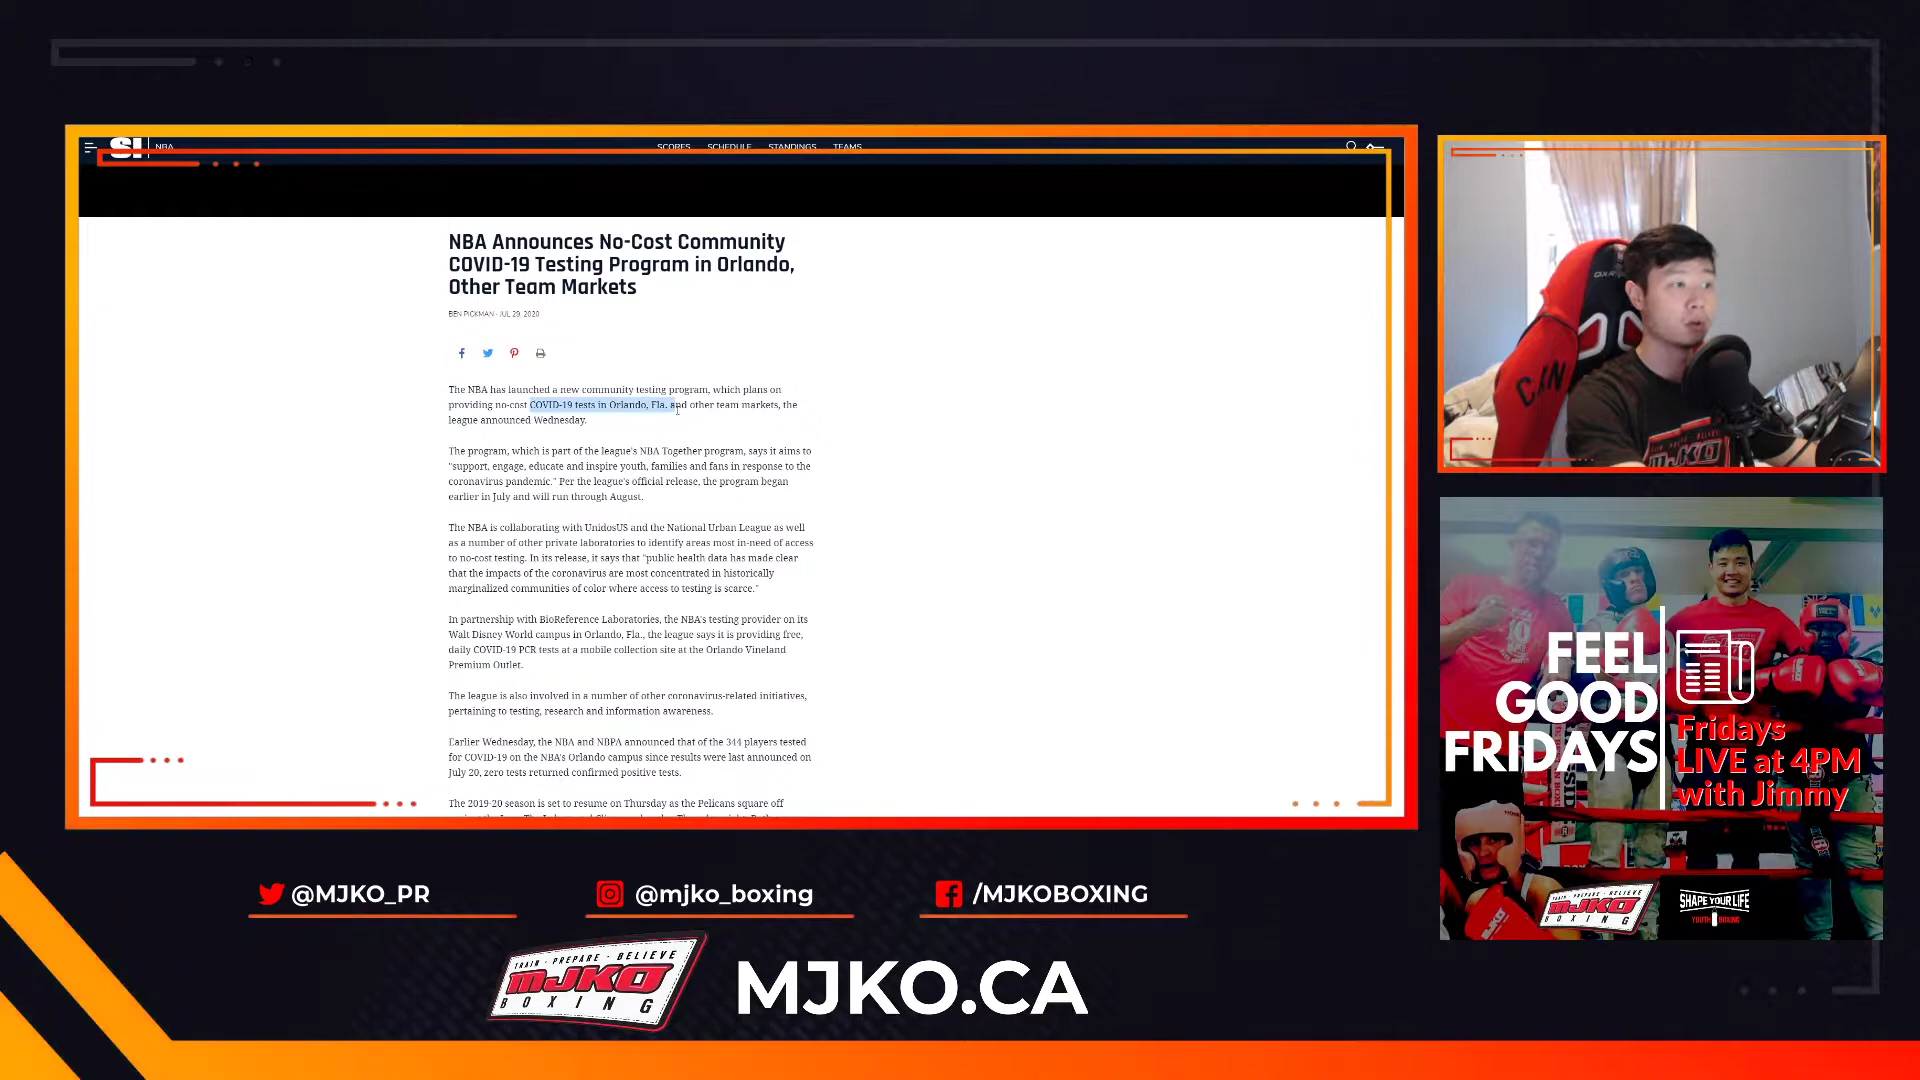 SI NBA
SCORES SCHEDULE STANDINGS TEAMS
NBA Announces No-Cost Community
COVID-19 Testing Program in Orlando,
Other Team Markets
BEN PICKMAN · JUL 29, 2020
The NBA has launched a new community testing program, which plans on
providing no-cost COVID-19 tests in Orlando, Fla. and other team markets, the
league announced Wednesday.
The program, which is part of the league's NBA Together program, says it aims to
"support, engage, educate and inspire youth, families and fans in response to the
coronavirus pandemic." Per the league's official release, the program began
earlier in July and will run through August.
The NBA is collaborating with UnidosUS and the National Urban League as well
as a number of other private laboratories to identify areas most in-need of access
to no-cost testing. In its release, it says that "public health data has made clear
that the impacts of the coronavirus are most concentrated in historically
marginalized communities of color where access to testing is scarce."
In partnership with BioReference Laboratories, the NBA's testing provider on its
Walt Disney World campus in Orlando, Fla., the league says it is providing free,
daily COVID-19 PCR tests at a mobile collection site at the Orlando Vineland
Premium Outlet.
The league is also involved in a number of other coronavirus-related initiatives,
pertaining to testing, research and information awareness.
Earlier Wednesday, the NBA and NBPA announced that of the 344 players tested
for COVID-19 on the NBA's Orlando campus since results were last announced on
July 20, zero tests returned confirmed positive tests.
The 2019-20 season is set to resume on Thursday as the Pelicans square off
CAN
MJKO
FEEL
GOOD
FRIDAYS
Fridays
LIVE at 4PM
with Jimmy
TRAIN · PREPARE · BELIEVE
MJKO
BOXING
SHAPE YOUR LIFE
YOUTH BOXING
@MJKO_PR
@mjko_boxing
/MJKOBOXING
TRAIN · PREPARE · BELIEVE
MJKO
BOXING
MJKO.CA